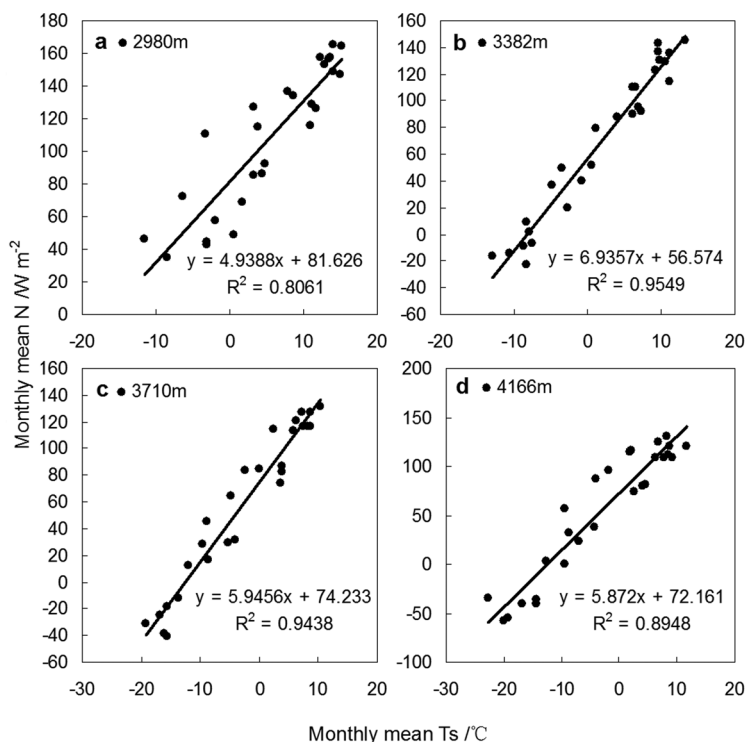 Monthly mean N /W m-2
a 2980m
180
160
140
120
100
80
60
40
20
0
y = 4.9388x + 81.626
R2 = 0.8061
-20 -10 0 10 20
b 3382m
160
140
120
100
80
60
40
20
0
-20
-40
-60
y = 6.9357x + 56.574
R2 = 0.9549
-20 -10 0 10 20
c 3710m
160
140
120
100
80
60
40
20
0
-20
-40
-60
y = 5.9456x + 74.233
R2 = 0.9438
-30 -20 -10 0 10 20
d 4166m
200
150
100
50
0
-50
-100
y = 5.872x + 72.161
R2 = 0.8948
-30 -20 -10 0 10 20
Monthly mean Ts /℃